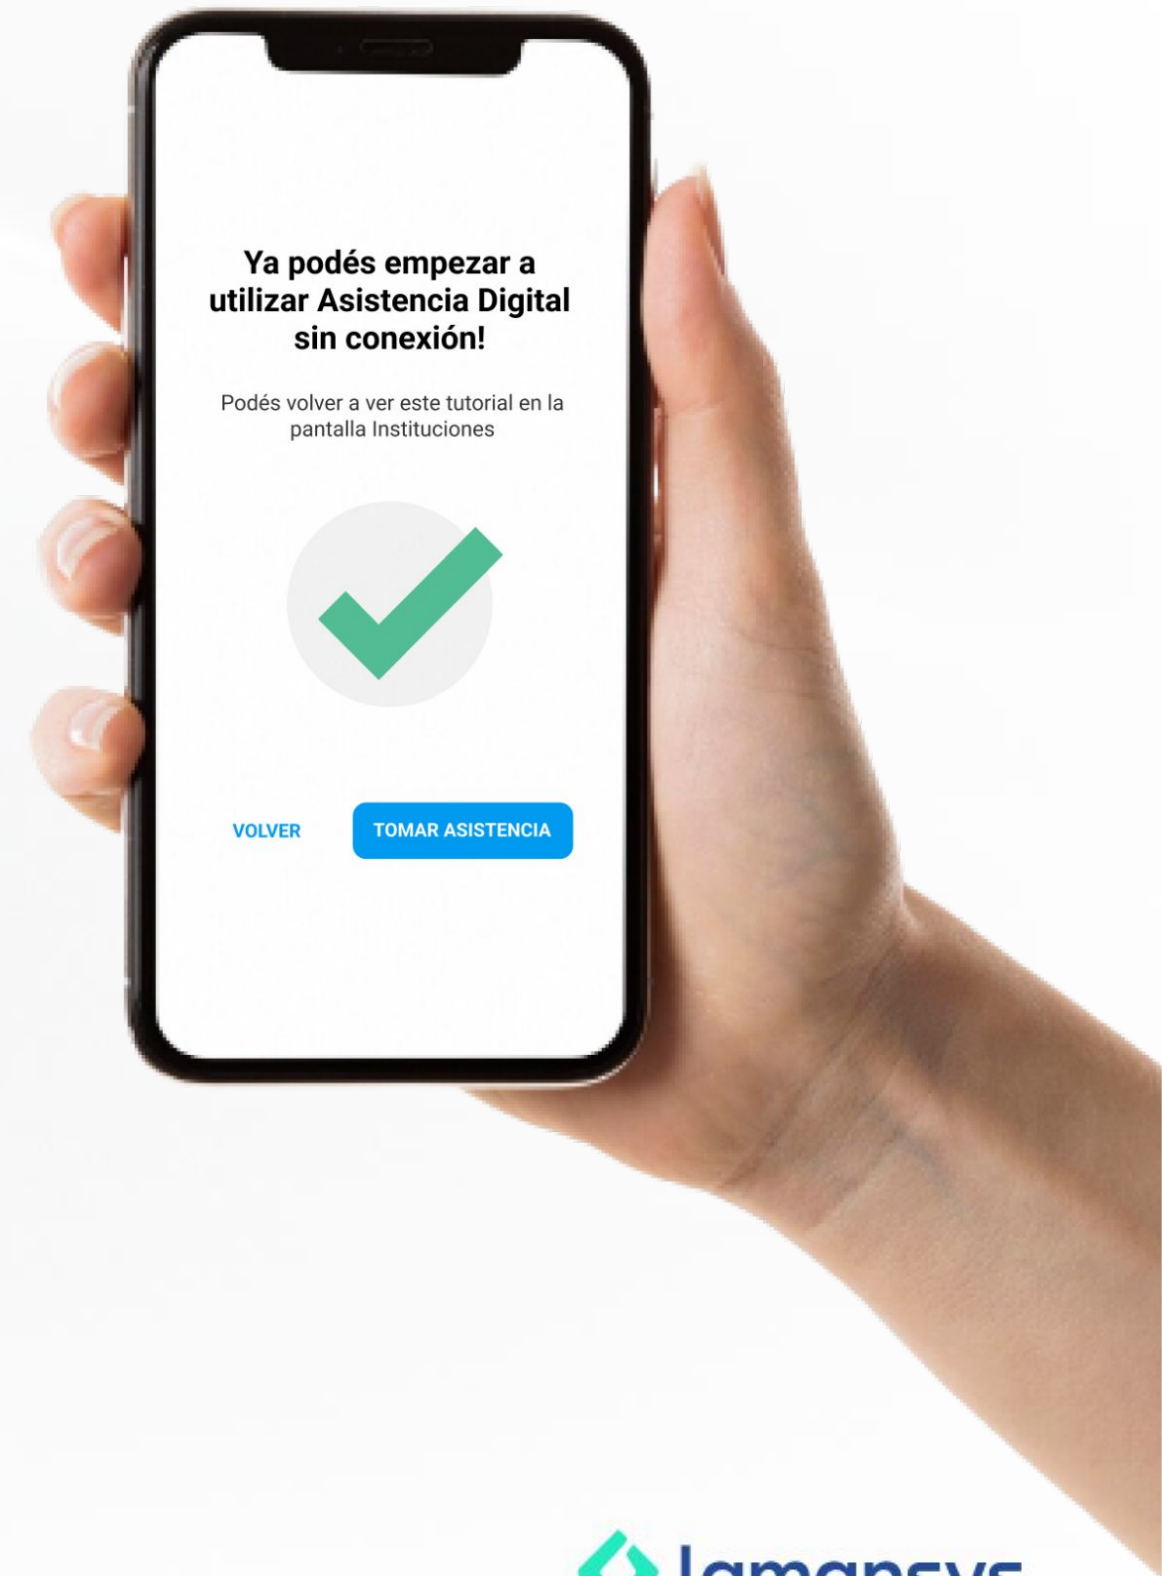 Ya podés empezar a
utilizar Asistencia Digital
sin conexión!
Podés volver a ver este tutorial en la
pantalla Instituciones
VOLVER
TOMAR ASISTENCIA
lamansys